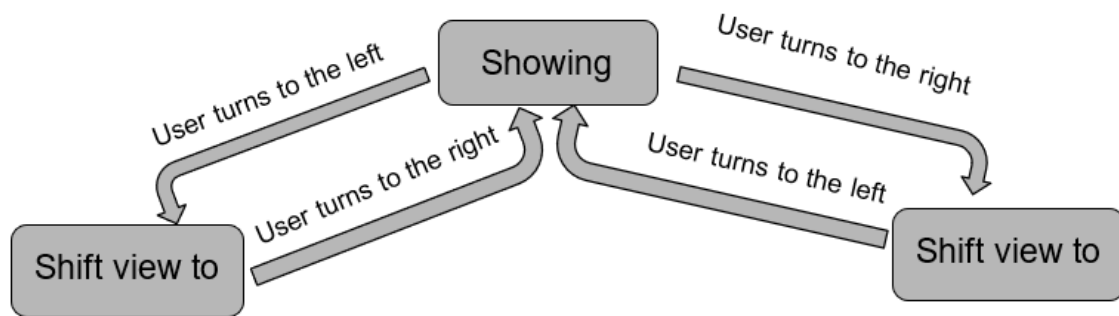 Showing
User turns to the left
User turns to the right
User turns to the right
User turns to the left
Shift view to
Shift view to